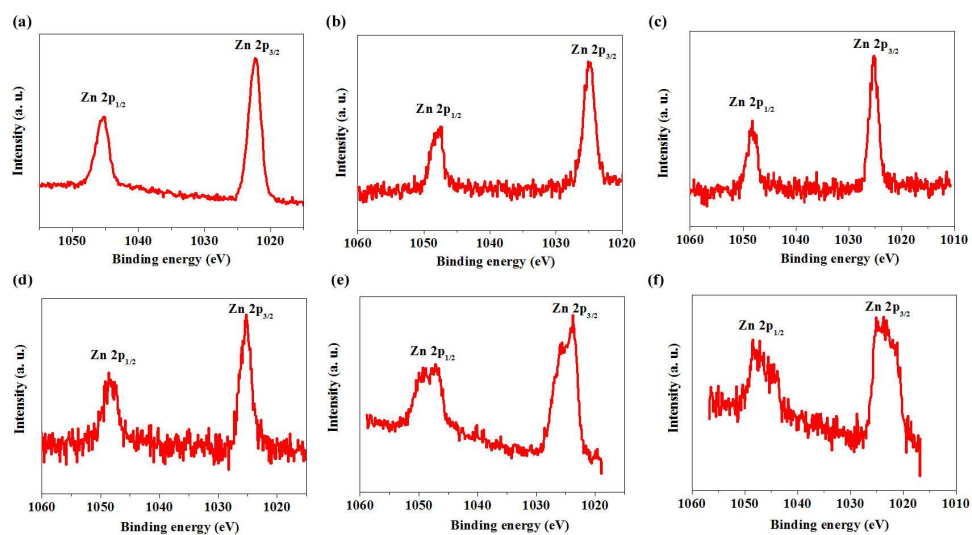 (a)
Zn 2p1/2
Zn 2p3/2
Intensity (a. u.)
1050 1040 1030 1020
Binding energy (eV)
(b)
Zn 2p1/2
Zn 2p3/2
Intensity (a. u.)
1060 1050 1040 1030 1020
Binding energy (eV)
(c)
Zn 2p1/2
Zn 2p3/2
Intensity (a. u.)
1060 1050 1040 1030 1020 1010
Binding energy (eV)
(d)
Zn 2p1/2
Zn 2p3/2
Intensity (a. u.)
1060 1050 1040 1030 1020
Binding energy (eV)
(e)
Zn 2p1/2
Zn 2p3/2
Intensity (a. u.)
1060 1050 1040 1030 1020
Binding energy (eV)
(f)
Zn 2p1/2
Zn 2p3/2
Intensity (a. u.)
1060 1050 1040 1030 1020 1010
Binding energy (eV)